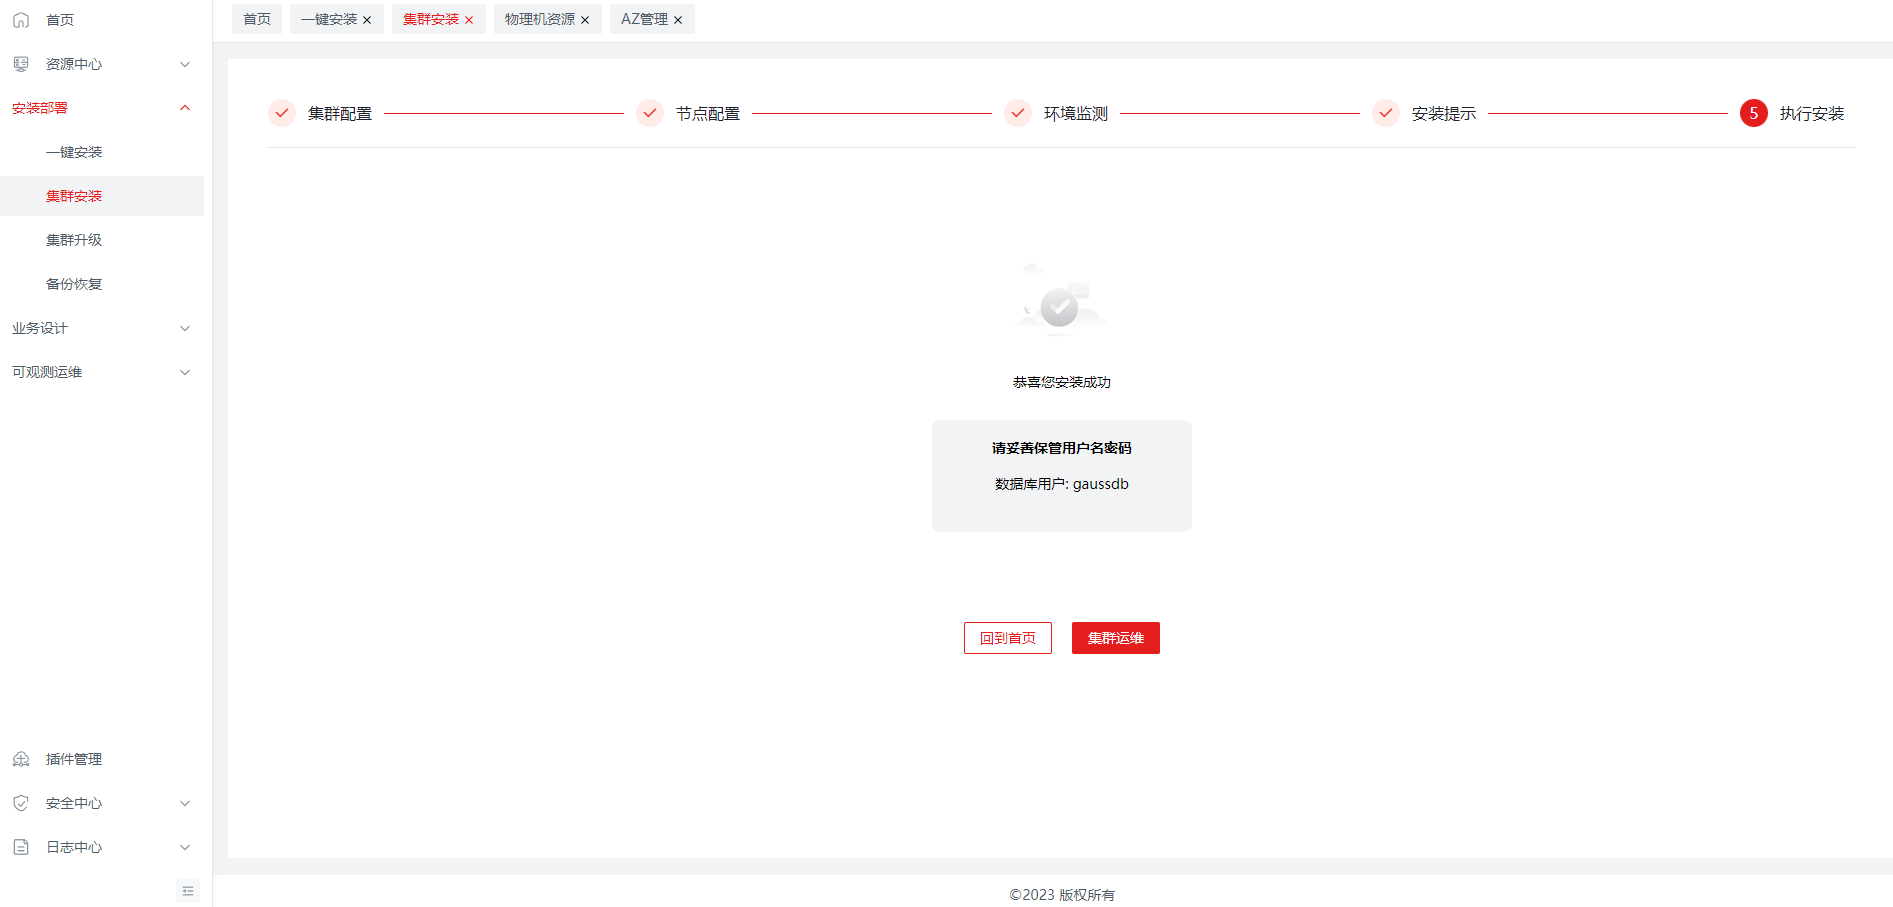 首页
资源中心
安装部署
一键安装
集群安装
集群升级
备份恢复
业务设计
可观测运维
插件管理
安全中心
日志中心
首页 一键安装 集群安装 物理机资源 AZ管理
集群配置 节点配置 环境监测 安装提示 5 执行安装
恭喜您安装成功
请妥善保管用户名密码
数据库用户: gaussdb
回到首页 集群运维
©2023 版权所有